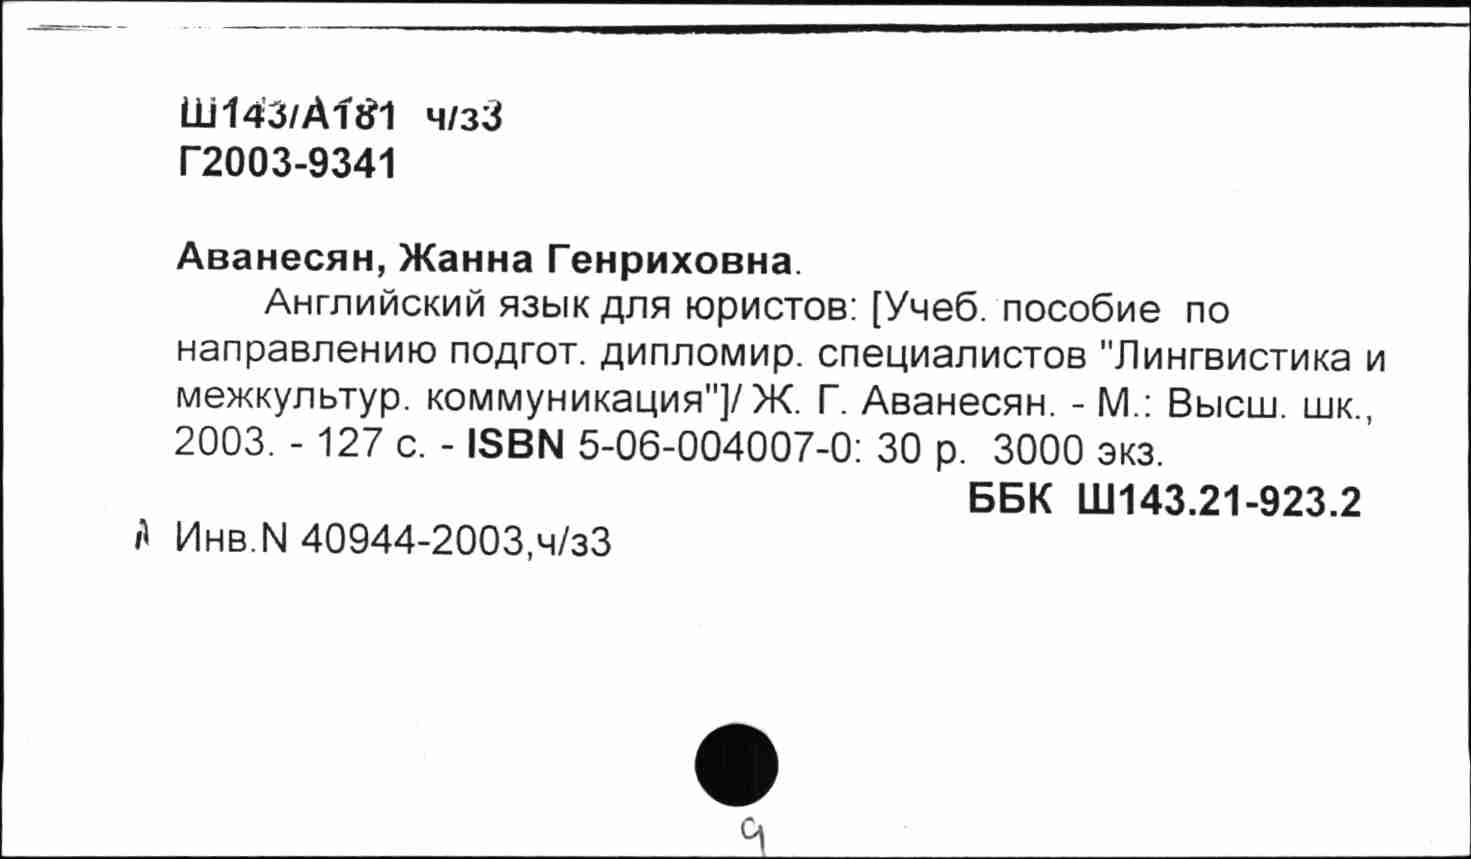 Ш143/А181 ч/з3
Г2003-9341
Аванесян, Жанна Генриховна.
Английский язык для юристов: [Учеб. пособие по
направлению подгот. дипломир. специалистов "Лингвистика и
межкультур. коммуникация"]/ Ж. Г. Аванесян. - М.: Высш. шк.,
2003. - 127 с. - ISBN 5-06-004007-0: 30 р. 3000 экз.
ББК Ш143.21-923.2
Инв.N 40944-2003,ч/з3